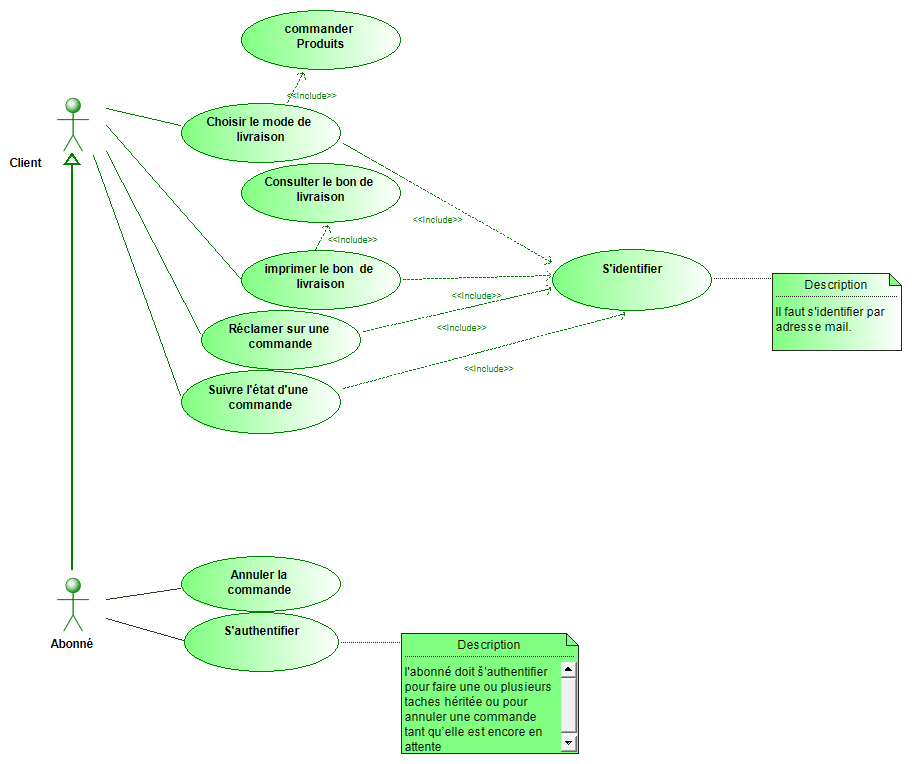 commander
Produits
<<Include>>
Choisir le mode de
livraison
Client
Consulter le bon de
livraison
<<Include>>
<<Include>>
imprimer le bon de
livraison
S'identifier
Description
Il faut s'identifier par
adresse mail.
<<Include>>
Réclamer sur une
commande
<<Include>>
Suivre l'état d'une
commande
<<Include>>
Annuler la
commande
S'authentifier
Abonné
Description
l'abonné doit s'authentifier
pour faire une ou plusieurs
taches héritée ou pour
annuler une commande
tant qu'elle est encore en
attente